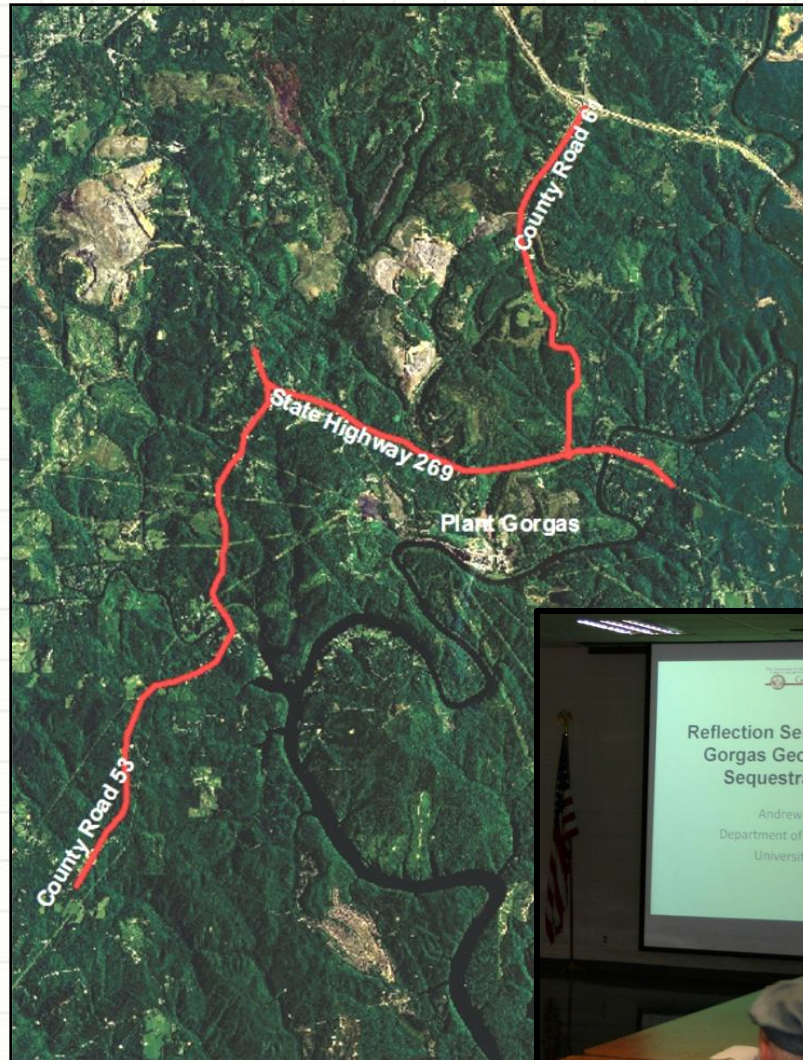 County Road 6
State Highway 269
Plant Gorgas
County Road 53
Reflection Se
Gorgas Geo
Sequestra
Andrew
Department of
Universit